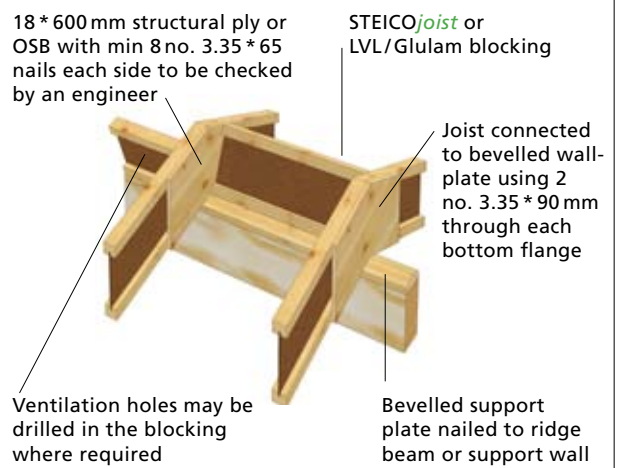 18 * 600 mm structural ply or
OSB with min 8 no. 3.35 * 65
nails each side to be checked
by an engineer
STEICOjoist or
LVL / Glulam blocking
Joist connected
to bevelled wall-
plate using 2
no. 3.35 * 90 mm
through each
bottom flange
Ventilation holes may be
drilled in the blocking
where required
Bevelled support
plate nailed to ridge
beam or support wall